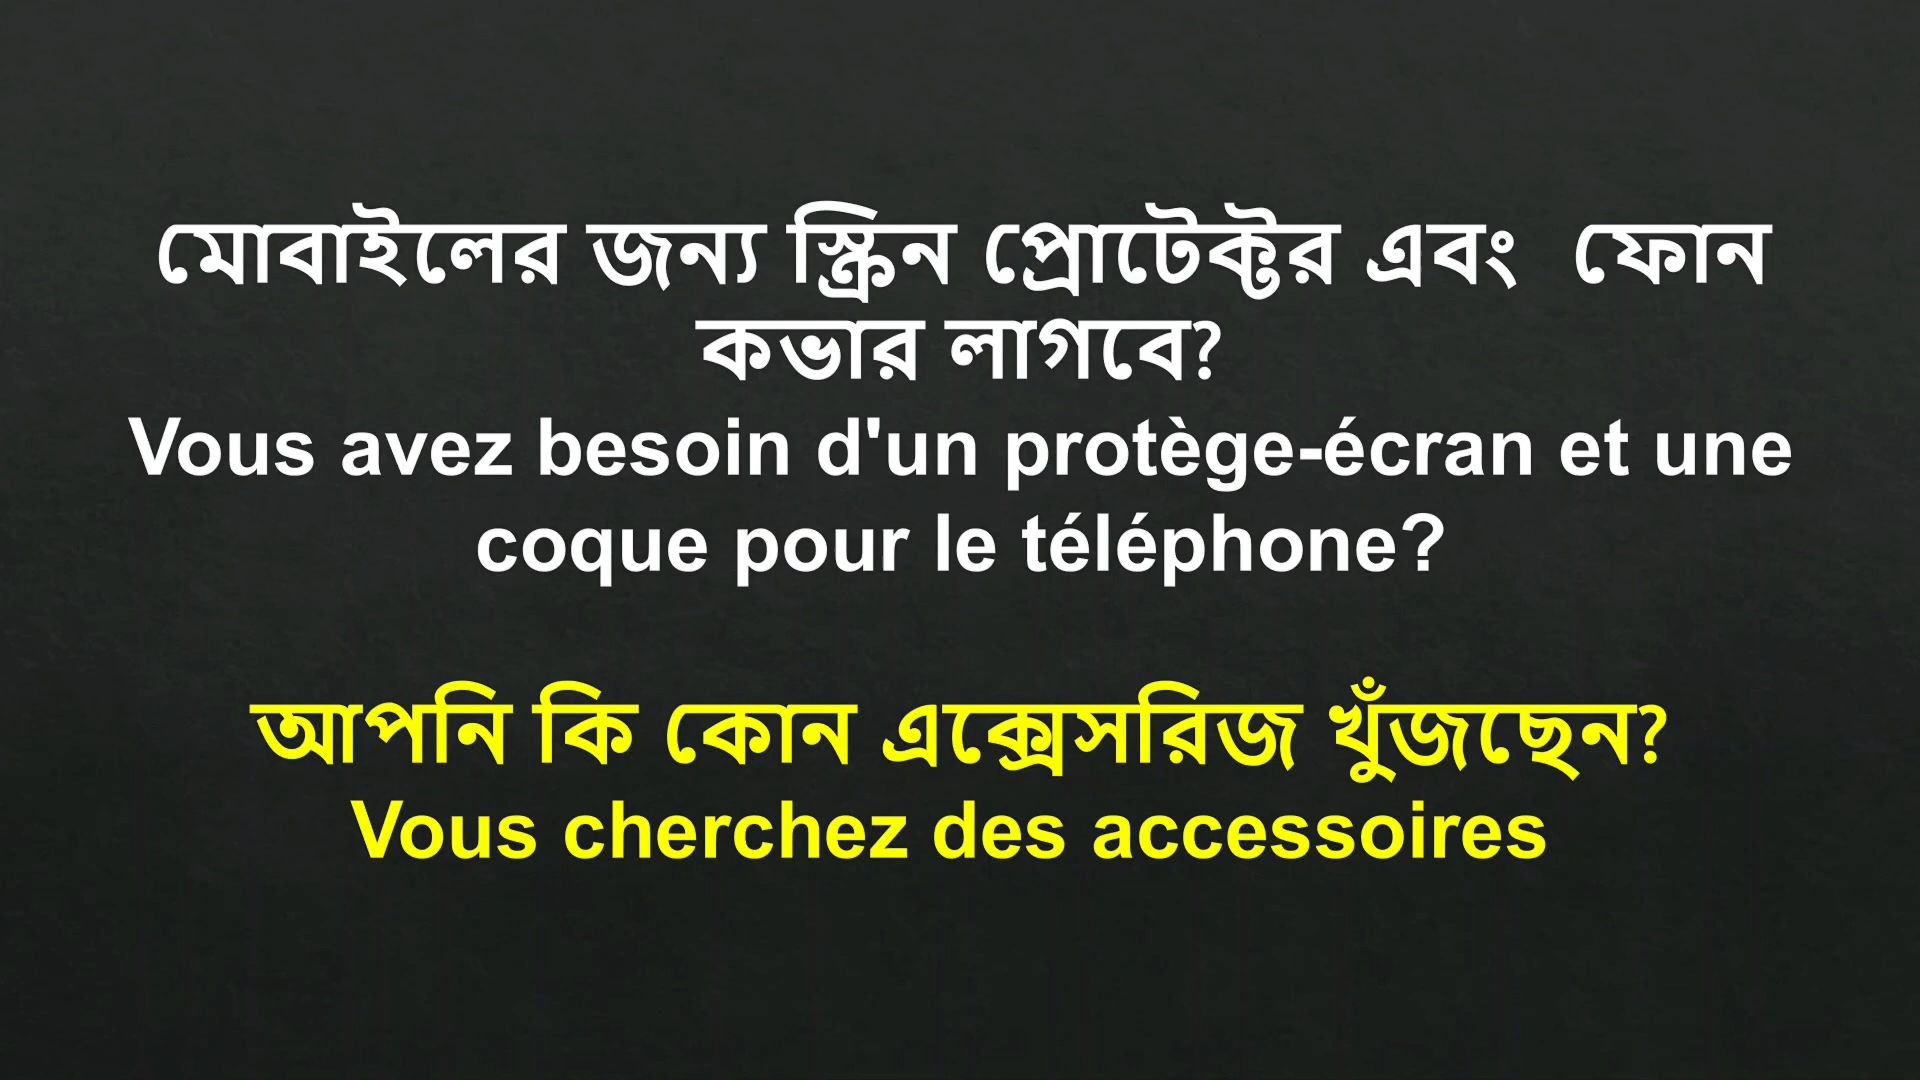 মোবাইলের জন্য স্ক্রিন প্রোটেক্টর এবং  ফোন
কভার লাগবে?
Vous avez besoin d'un protège-écran et une
coque pour le téléphone?
আপনি কি কোন এক্সেসরিজ খুঁজছেন?
Vous cherchez des accessoires